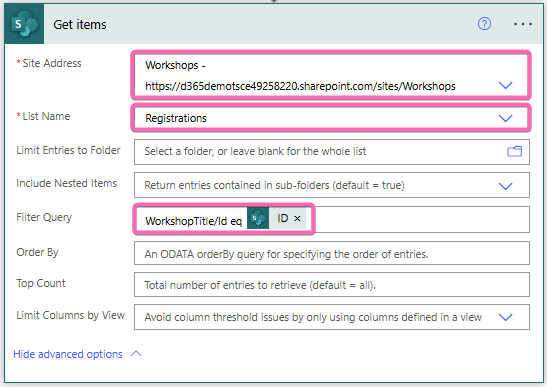 Get items
* Site Address
Workshops -
https://d365demotsce49258220.sharepoint.com/sites/Workshops
* List Name
Registrations
Limit Entries to Folder
Select a folder, or leave blank for the whole list
Include Nested Items
Return entries contained in sub-folders (default = true)
Filter Query
WorkshopTitle/Id eq ID ×
Order By
An ODATA orderBy query for specifying the order of entries.
Top Count
Total number of entries to retrieve (default = all).
Limit Columns by View
Avoid column threshold issues by only using columns defined in a view
Hide advanced options